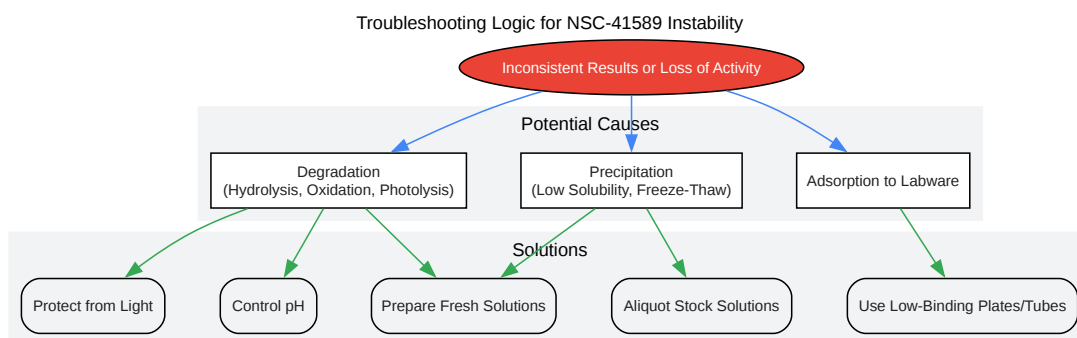 Troubleshooting Logic for NSC-41589 Instability
Inconsistent Results or Loss of Activity
Potential Causes
Degradation
(Hydrolysis, Oxidation, Photolysis)
Precipitation
(Low Solubility, Freeze-Thaw)
Adsorption to Labware
Solutions
Protect from Light
Control pH
Prepare Fresh Solutions
Aliquot Stock Solutions
Use Low-Binding Plates/Tubes